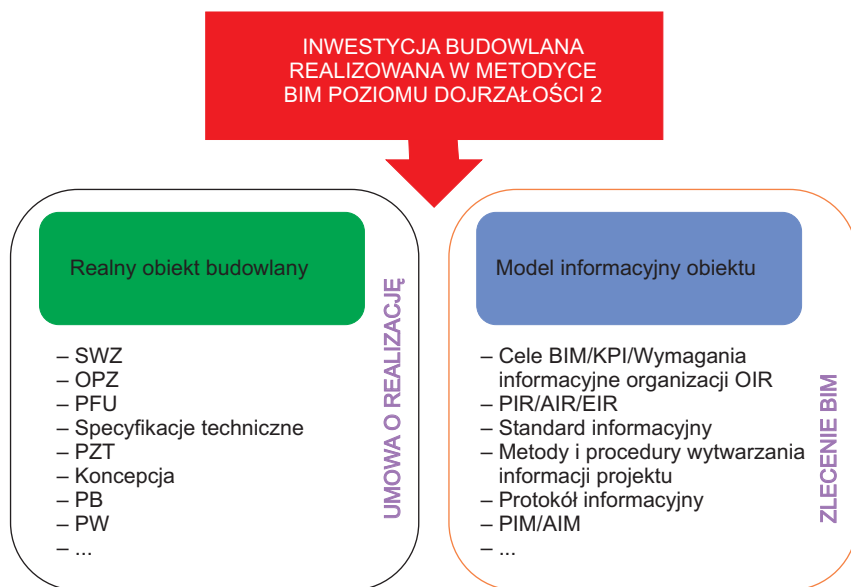 INWESTYCJA BUDOWLANA
REALIZOWANA W METODYCE
BIM POZIOMU DOJRZAŁOŚCI 2
Realny obiekt budowlany
– SWZ
– OPZ
– PFU
– Specyfikacje techniczne
– PZT
– Koncepcja
– PB
– PW
– ...
UMOWA O REALIZACJĘ
Model informacyjny obiektu
– Cele BIM/KPI/Wymagania
informacyjne organizacji OIR
– PIR/AIR/EIR
– Standard informacyjny
– Metody i procedury wytwarzania
informacji projektu
– Protokół informacyjny
– PIM/AIM
– ...
ZLECENIE BIM